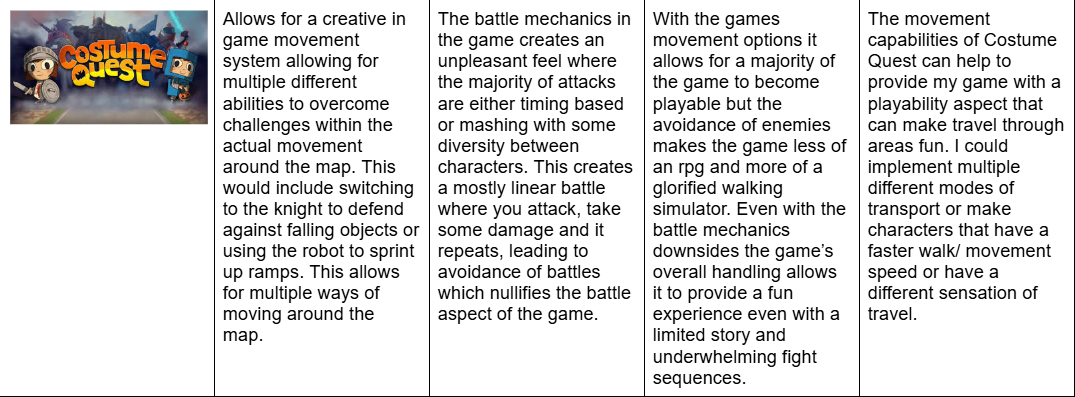 COSTUME
QUEST
Allows for a creative in
game movement
system allowing for
multiple different
abilities to overcome
challenges within the
actual movement
around the map. This
would include switching
to the knight to defend
against falling objects or
using the robot to sprint
up ramps. This allows
for multiple ways of
moving around the
map.
The battle mechanics in
the game creates an
unpleasant feel where
the majority of attacks
are either timing based
or mashing with some
diversity between
characters. This creates
a mostly linear battle
where you attack, take
some damage and it
repeats, leading to
avoidance of battles
which nullifies the battle
aspect of the game.
With the games
movement options it
allows for a majority of
the game to become
playable but the
avoidance of enemies
makes the game less of
an rpg and more of a
glorified walking
simulator. Even with the
battle mechanics
downsides the game’s
overall handling allows
it to provide a fun
experience even with a
limited story and
underwhelming fight
sequences.
The movement
capabilities of Costume
Quest can help to
provide my game with a
playability aspect that
can make travel through
areas fun. I could
implement multiple
different modes of
transport or make
characters that have a
faster walk/ movement
speed or have a
different sensation of
travel.